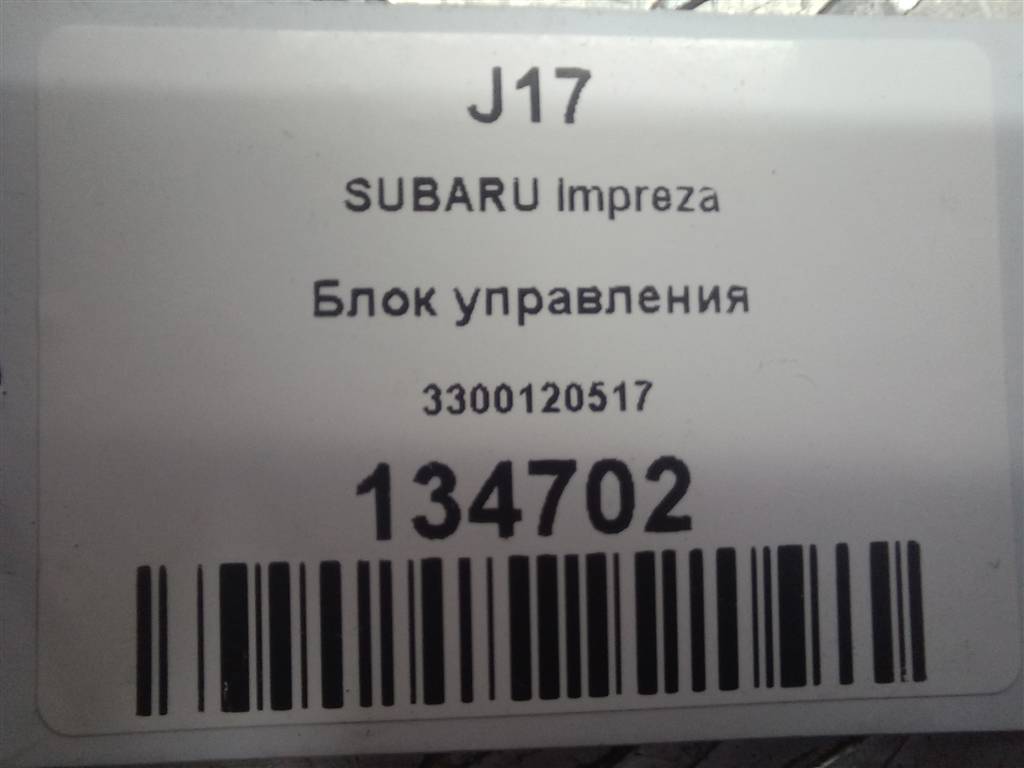 J17
SUBARU Impreza
Блок управления
3300120517
134702